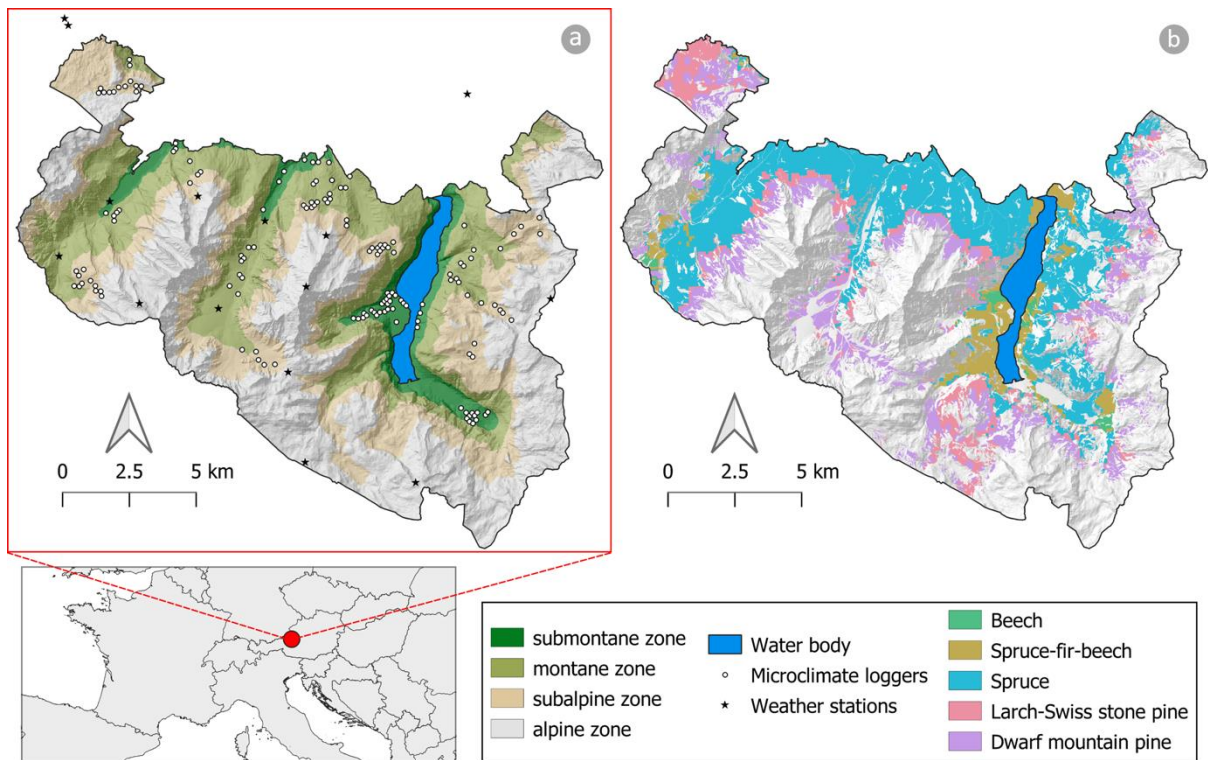 a
b
0 2.5 5 km
0 2.5 5 km
submontane zone
montane zone
subalpine zone
alpine zone
Water body
Microclimate loggers
Weather stations
Beech
Spruce-fir-beech
Spruce
Larch-Swiss stone pine
Dwarf mountain pine